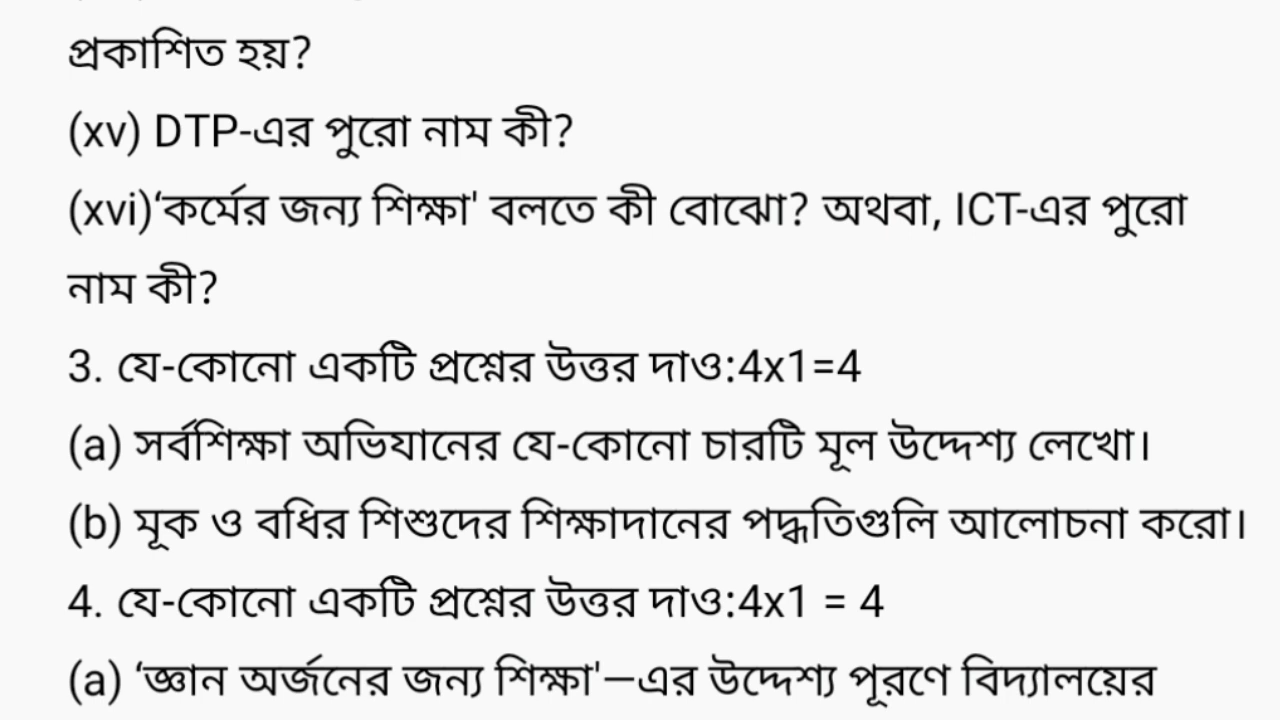 প্রকাশিত হয়?
(xv) DTP-এর পুরো নাম কী?
(xvi)‘কর্মের জন্য শিক্ষা' বলতে কী বোঝো? অথবা, ICT-এর পুরো
নাম কী?
3. যে-কোনো একটি প্রশ্নের উত্তর দাও:4x1=4
(a) সর্বশিক্ষা অভিযানের যে-কোনো চারটি মূল উদ্দেশ্য লেখো।
(b) মূক ও বধির শিশুদের শিক্ষাদানের পদ্ধতিগুলি আলোচনা করো।
4. যে-কোনো একটি প্রশ্নের উত্তর দাও:4x1 = 4
(a) ‘জ্ঞান অর্জনের জন্য শিক্ষা'—এর উদ্দেশ্য পূরণে বিদ্যালয়ের